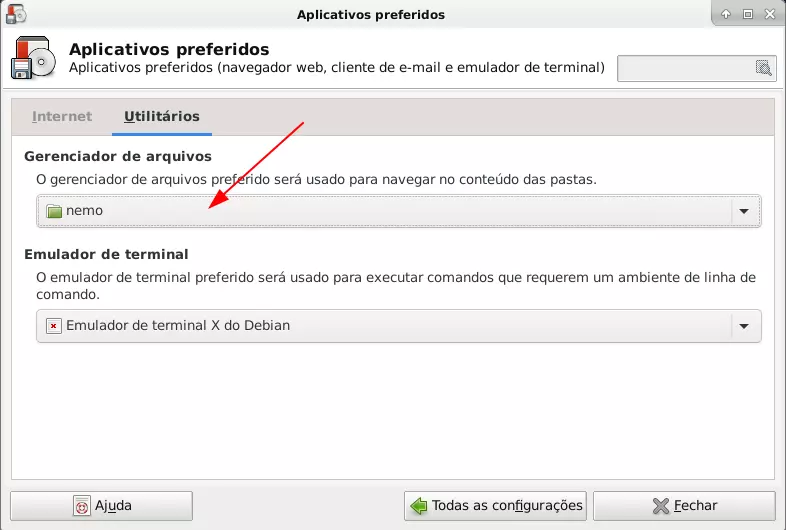 Aplicativos preferidos
Aplicativos preferidos
Aplicativos preferidos (navegador web, cliente de e-mail e emulador de terminal)
Internet Utilitários
Gerenciador de arquivos
O gerenciador de arquivos preferido será usado para navegar no conteúdo das pastas.
nemo
Emulador de terminal
O emulador de terminal preferido será usado para executar comandos que requerem um ambiente de linha de
comando.
Emulador de terminal X do Debian
Ajuda Todas as configurações Fechar